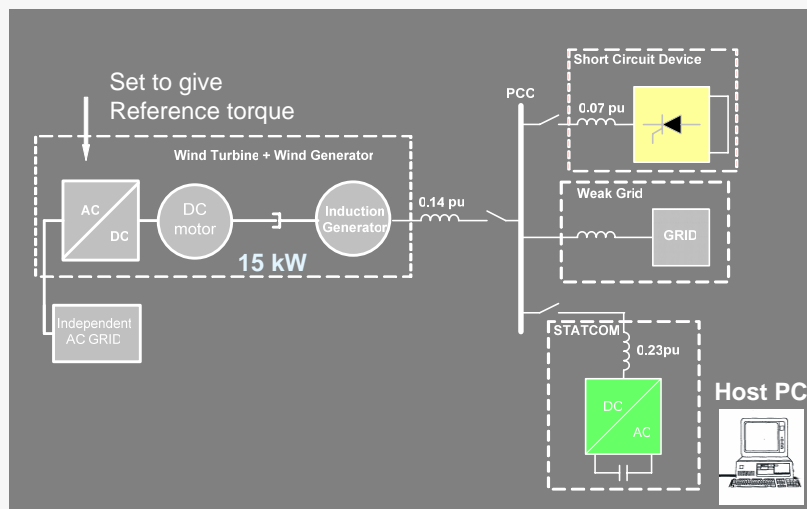 Set to give
Reference torque
Wind Turbine + Wind Generator
AC
DC
DC
motor
Induction
Generator
15 kW
Independent
AC GRID
0.14 pu
PCC
Short Circuit Device
0.07 pu
Weak Grid
GRID
STATCOM
0.23pu
DC
AC
Host PC